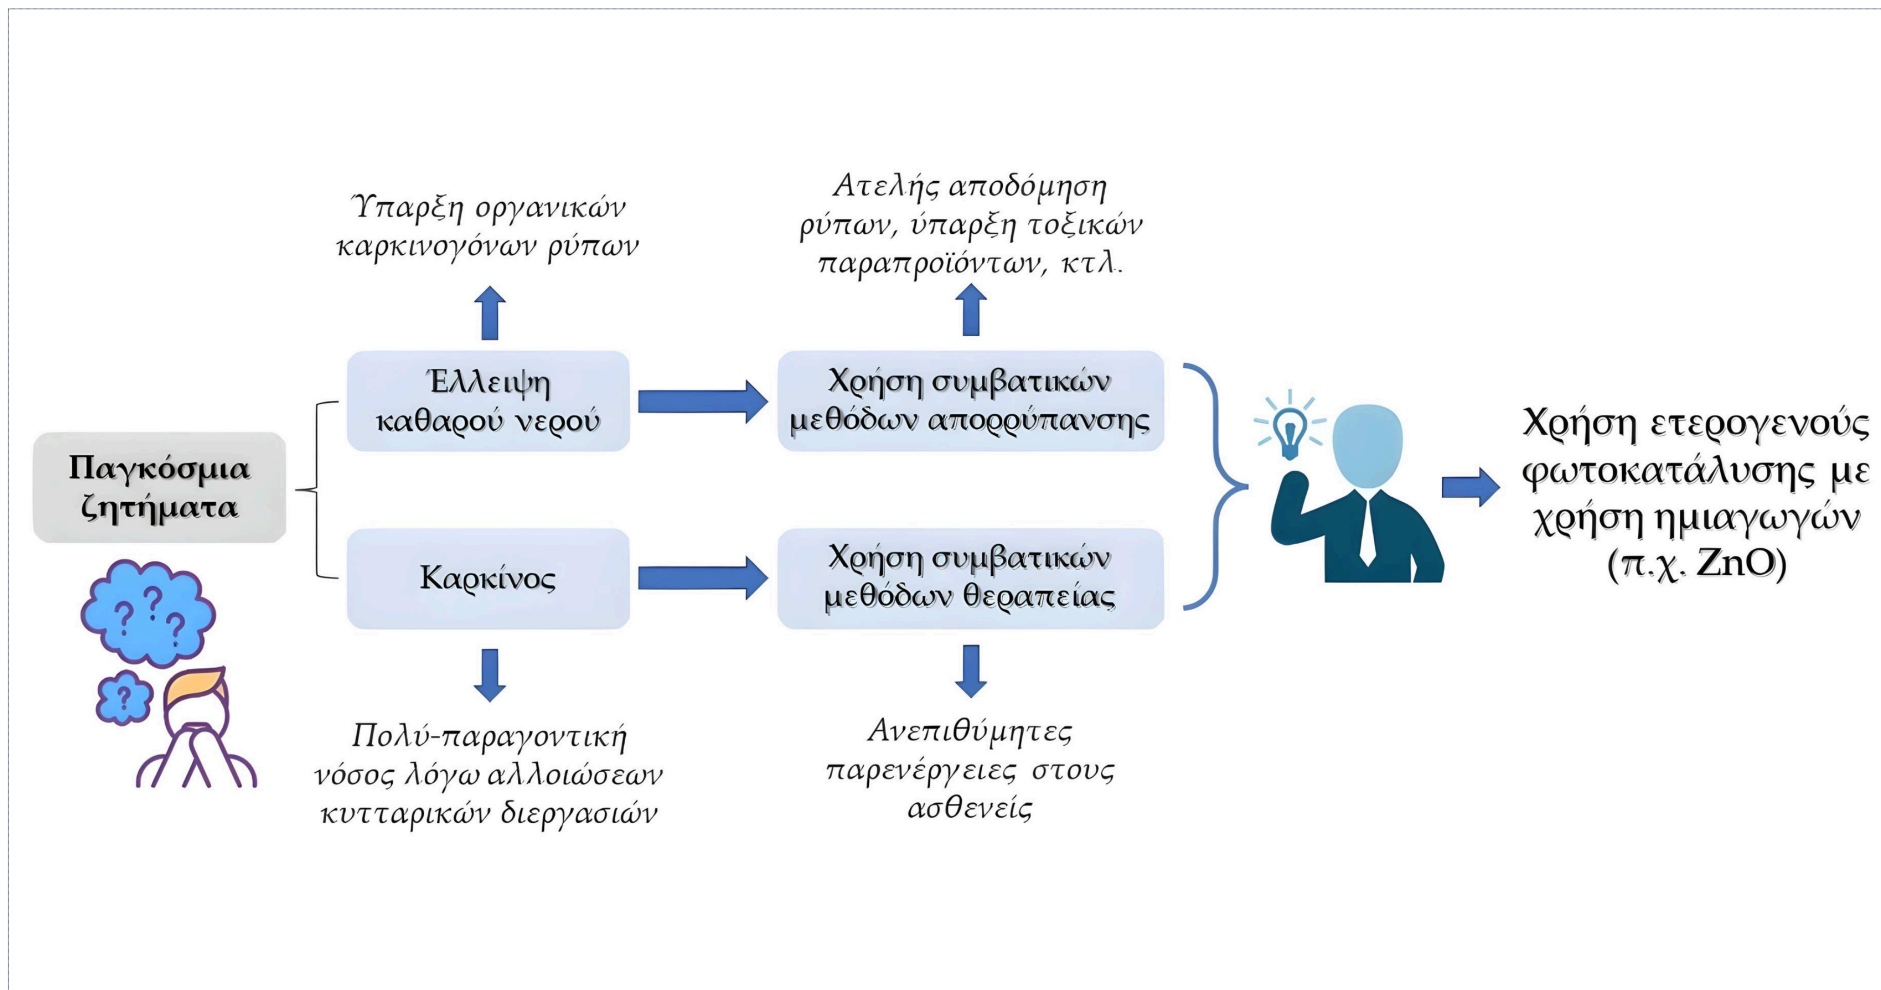 Παγκόσμια
ζητήματα
?
?
?
?
Ύπαρξη οργανικών
καρκινογόνων ρύπων
Έλλειψη
καθαρού νερού
Καρκίνος
Πολύ-παραγοντική
νόσος λόγω αλλοιώσεων
κυτταρικών διεργασιών
Ατελής αποδόμηση
ρύπων, ύπαρξη τοξικών
παραπροϊόντων, κτλ.
Χρήση συμβατικών
μεθόδων απορρύπανσης
Χρήση συμβατικών
μεθόδων θεραπείας
Ανεπιθύμητες
παρενέργειες στους
ασθενείς
Χρήση ετερογενούς
φωτοκατάλυσης με
χρήση ημιαγωγών
(π.χ. ZnO)